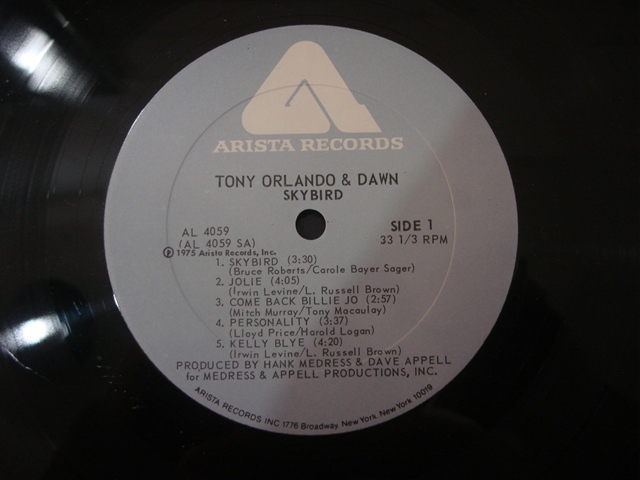 ARISTA RECORDS
TONY ORLANDO & DAWN
SKYBIRD
AL 4059
(AL 4059 SA)
Ⓟ 1975 Arista Records, Inc.
SIDE 1
33 1/3 RPM
1. SKYBIRD (3:30)
(Bruce Roberts/Carole Bayer Sager)
2. JOLIE (4:05)
(Irwin Levine/L. Russell Brown)
3. COME BACK BILLIE JO (2:57)
(Mitch Murray/Tony Macaulay)
4. PERSONALITY (3:37)
(Lloyd Price/Harold Logan)
5. KELLY BLYE (4:20)
(Irwin Levine/L. Russell Brown)
PRODUCED BY HANK MEDRESS & DAVE APPELL
for MEDRESS & APPELL PRODUCTIONS, INC.
ARISTA RECORDS INC 1776 Broadway, New York, New York 10019